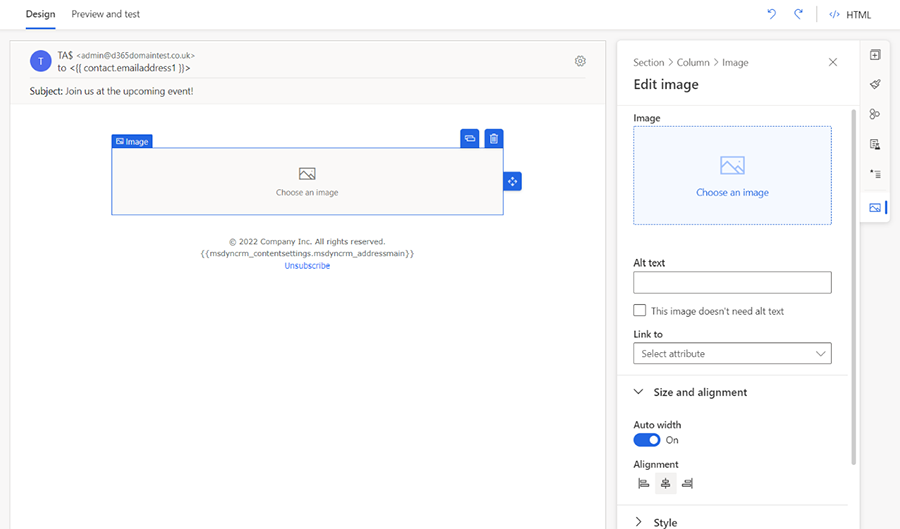 Design Preview and test HTML
T TA$ <admin@d365domaintest.co.uk>
to <{{ contact.emailaddress1 }}>
Subject: Join us at the upcoming event!
Image
Choose an image
© 2022 Company Inc. All rights reserved.
{{msdyncrm_contentsettings.msdyncrm_addressmain}}
Unsubscribe
Section > Column > Image
Edit image
Image
Choose an image
Alt text
This image doesn't need alt text
Link to
Select attribute
Size and alignment
Auto width
On
Alignment
Style